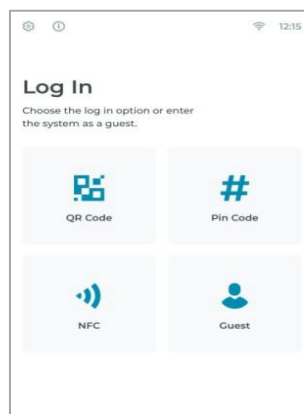 12:15
Log In
Choose the log in option or enter
the system as a guest.
QR Code
Pin Code
NFC
Guest